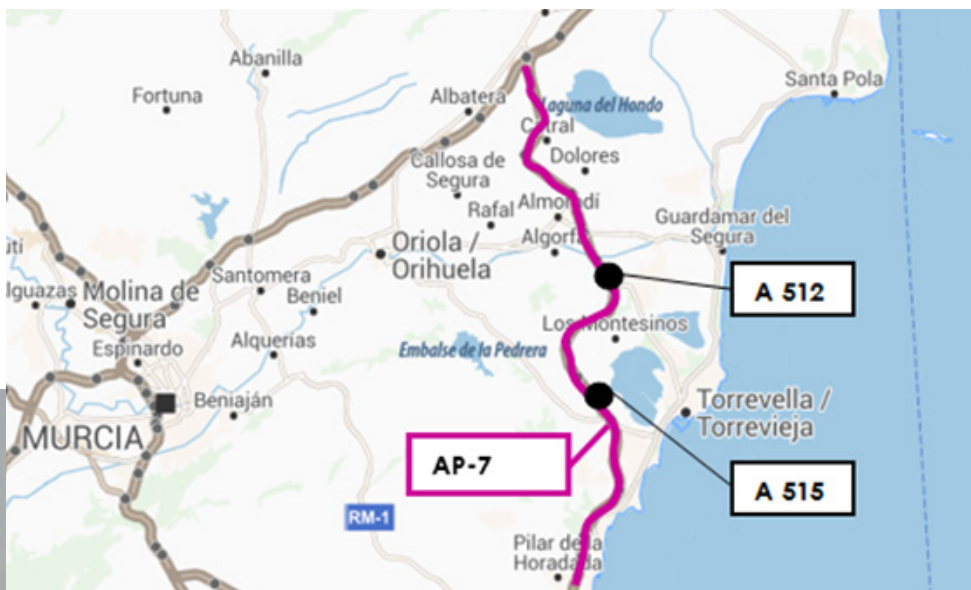 Abanilla
Santa Pola
Fortuna
Albatera
Laguna del Hondo
Catral
Callosa de
Segura
Dolores
Rafal
Almoradí
Guardamar del
Segura
Oriola /
Orihuela
Algorfa
Santomera
Iguazas
Molina de
Segura
Beniel
A 512
Los Montesinos
Espinardo
Alquerías
Embalse de la Pedrera
Beniaján
Torrevella /
Torrevieja
MURCIA
AP-7
A 515
RM-1
Pilar de la
Horadada